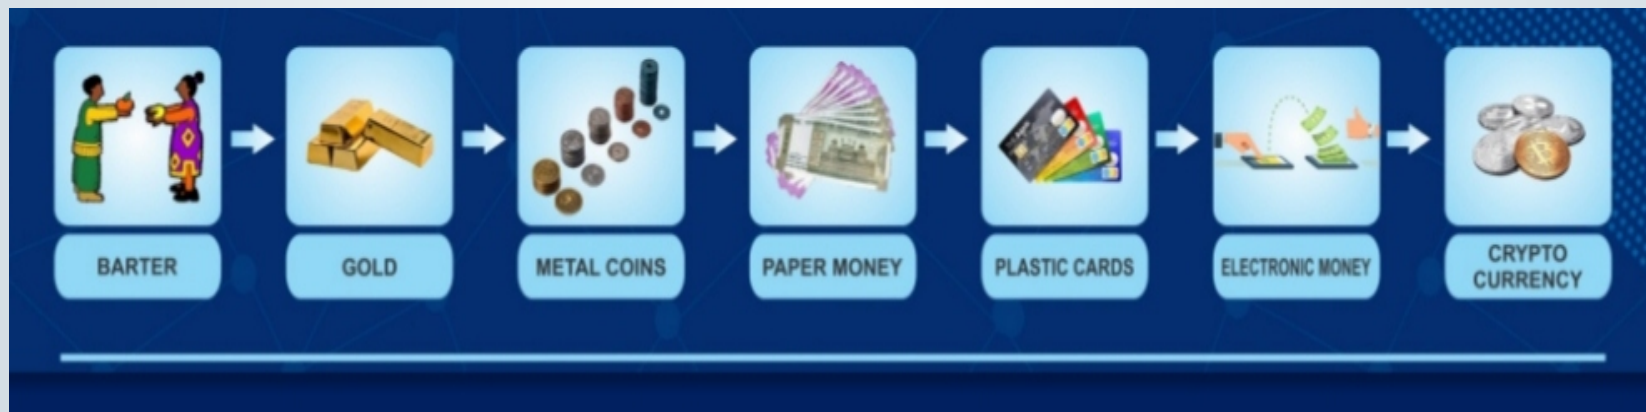 BARTER
GOLD
METAL COINS
PAPER MONEY
PLASTIC CARDS
ELECTRONIC MONEY
CRYPTO
CURRENCY